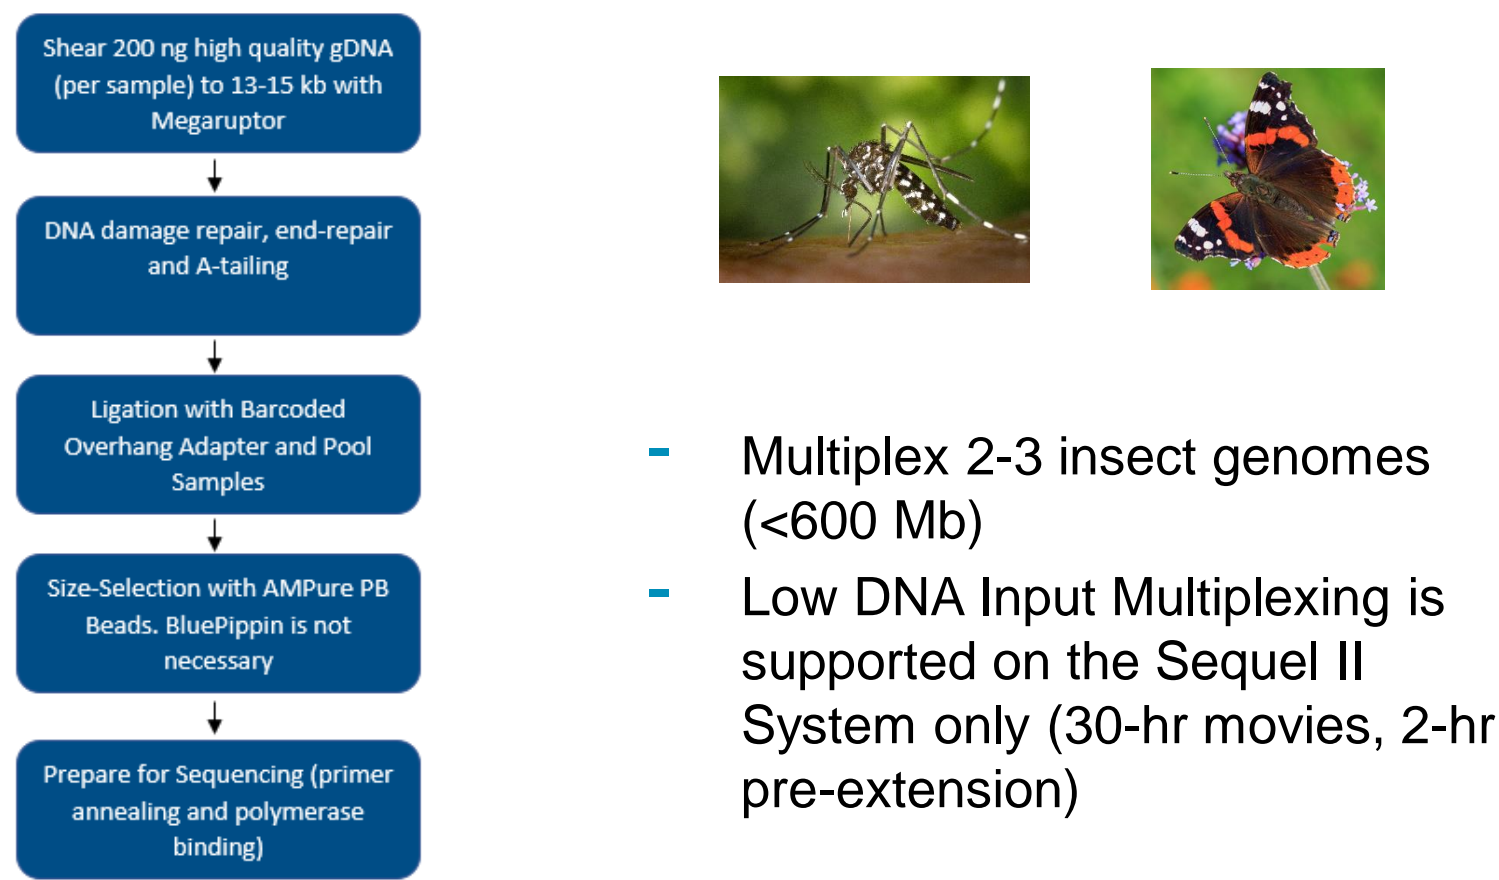 Shear 200 ng high quality gDNA
(per sample) to 13-15 kb with
Megaruptor
DNA damage repair, end-repair
and A-tailing
Ligation with Barcoded
Overhang Adapter and Pool
Samples
Size-Selection with AMPure PB
Beads. BluePippin is not
necessary
Prepare for Sequencing (primer
annealing and polymerase
binding)
- Multiplex 2-3 insect genomes
(<600 Mb)
- Low DNA Input Multiplexing is
supported on the Sequel II
System only (30-hr movies, 2-hr
pre-extension)